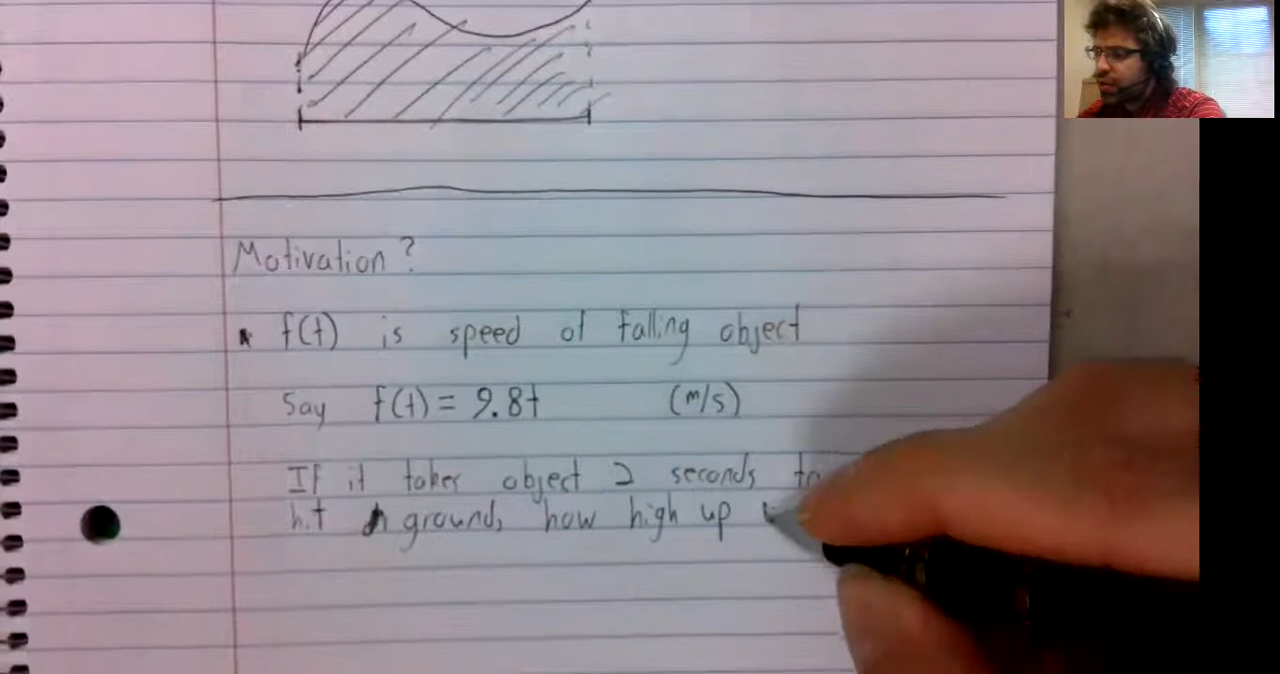 Motivation?
f(t) is speed of falling object
Say f(t) = 9.8t (m/s)
If it takes object 2 seconds to
hit ground, how high up